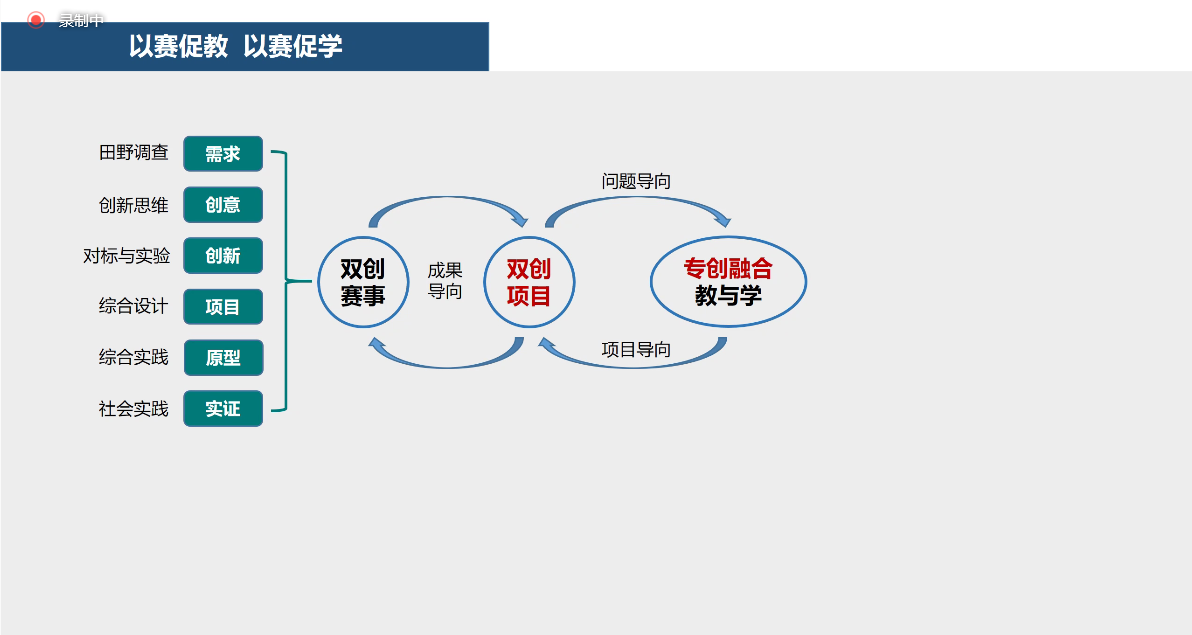 录制中
以赛促教 以赛促学
田野调查 需求
创新思维 创意
对标与实验 创新
综合设计 项目
综合实践 原型
社会实践 实证
双创
赛事
成果
导向
双创
项目
问题导向
专创融合
教与学
项目导向